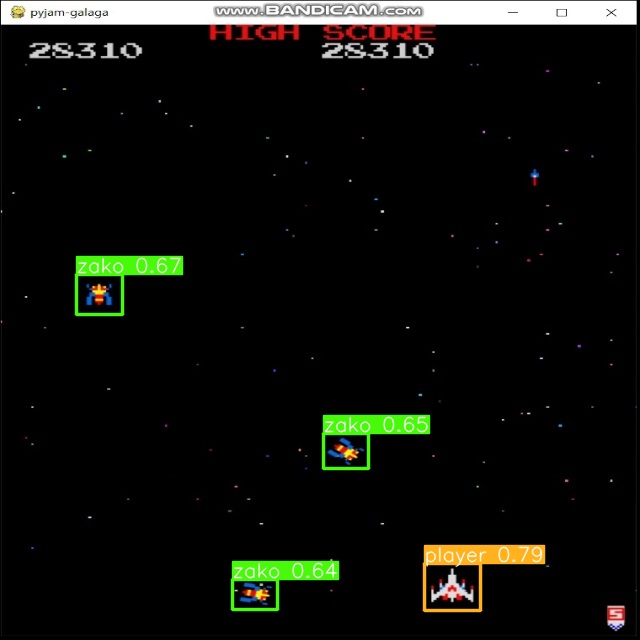 www.BANDICAM.com
pyjam-galaga
HIGH SCORE
28310 28310
zako 0.67
zako 0.65
player 0.79
zako 0.64
5